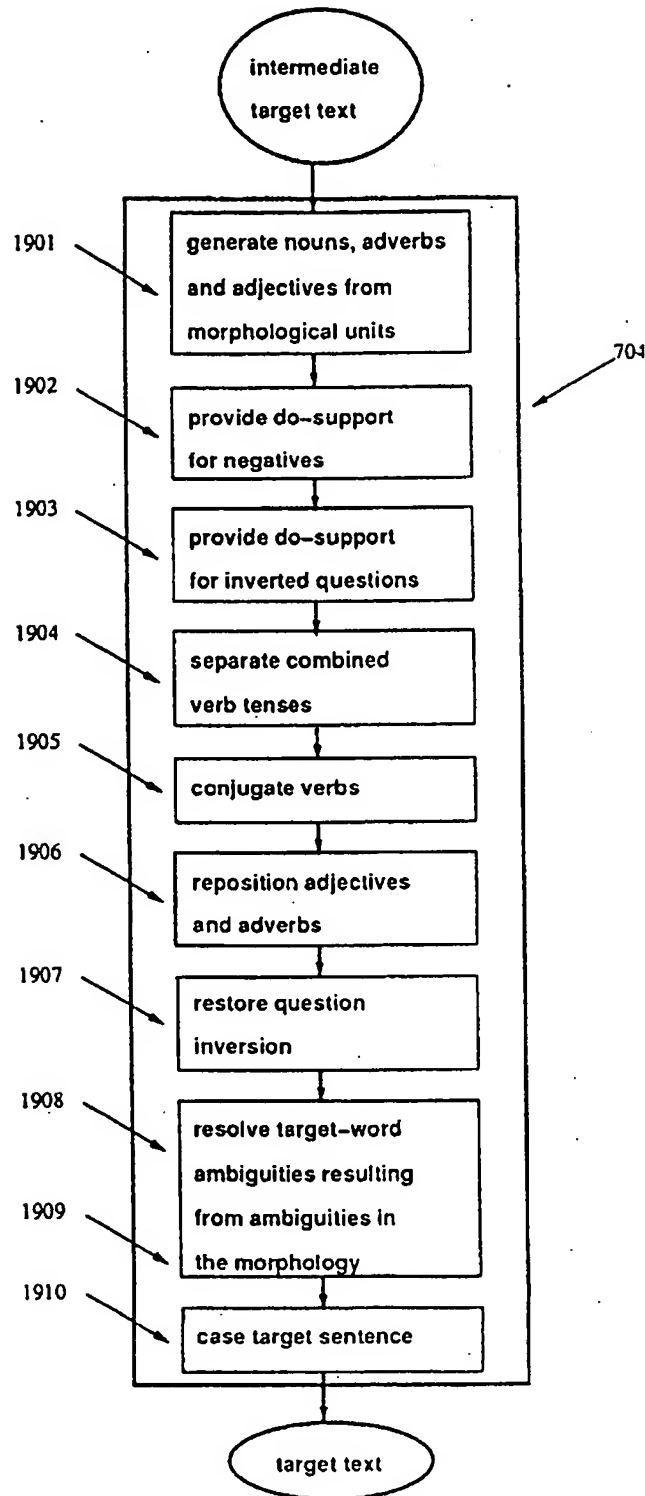 intermediate
target text
1901
generate nouns, adverbs
and adjectives from
morphological units
704
1902
provide do-support
for negatives
1903
provide do-support
for inverted questions
1904
separate combined
verb tenses
1905
conjugate verbs
1906
reposition adjectives
and adverbs
1907
restore question
inversion
1908
resolve target-word
ambiguities resulting
from ambiguities in
1909
the morphology
1910
case target sentence
target text